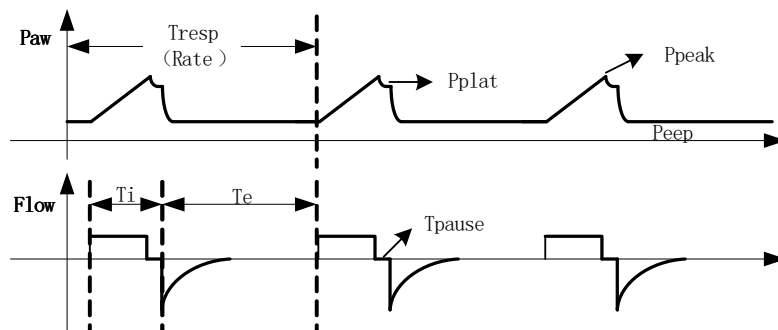 Paw
Tresp
(Rate)
Pplat
Ppeak
Peep
Flow
Ti
Te
Tpause